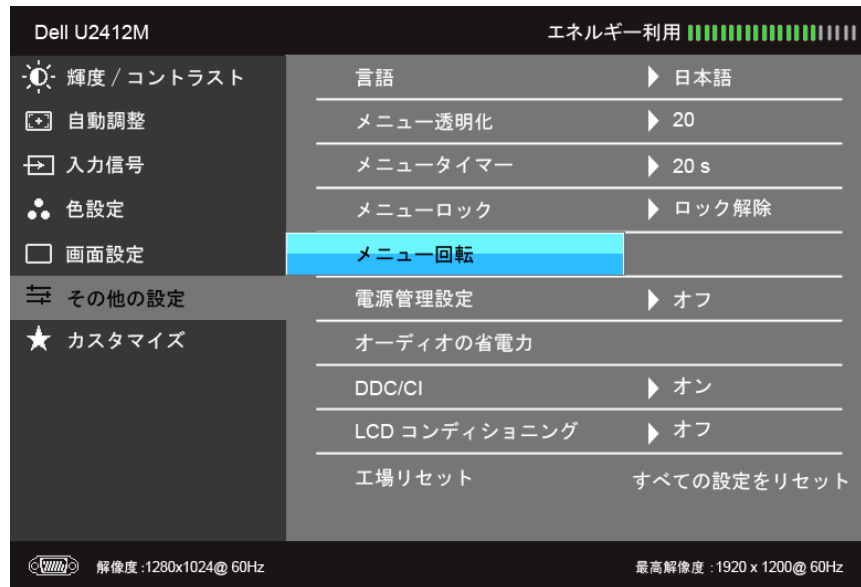 Dell U2412M
エネルギー利用
輝度 / コントラスト
自動調整
入力信号
色設定
画面設定
その他の設定
カスタマイズ
言語 日本語
メニュー透明化 20
メニュータイマー 20 s
メニューロック ロック解除
メニュー回転
電源管理設定 オフ
オーディオの省電力
DDC/CI オン
LCD コンディショニング オフ
工場リセット すべての設定をリセット
解像度 :1280x1024@ 60Hz
最高解像度 : 1920 x 1200@ 60Hz